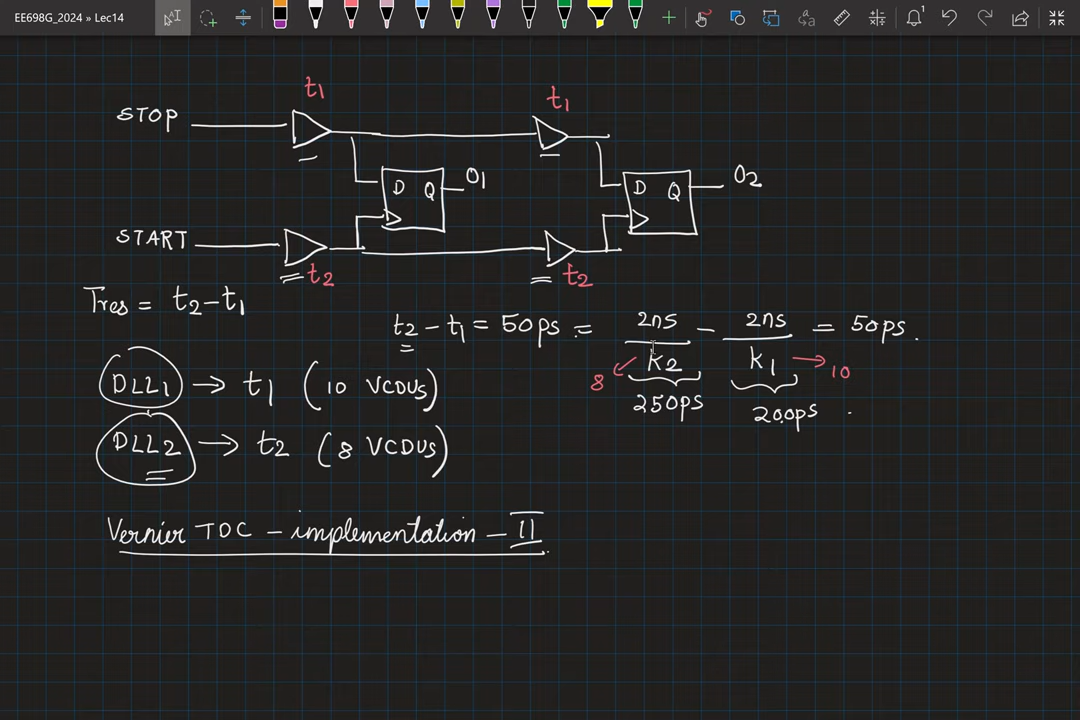 EE698G_2024 » Lec14
t1 t1
STOP
D Q O1
D Q O2
START
t2 t2
Tres = t2-t1
t2 - t1 = 50ps = 2ns/K2 - 2ns/K1 = 50ps.
8 10
250ps 200ps .
DLL1 → t1 (10 VCDUs)
DLL2 → t2 (8 VCDUs)
Vernier TDC - implementation - II